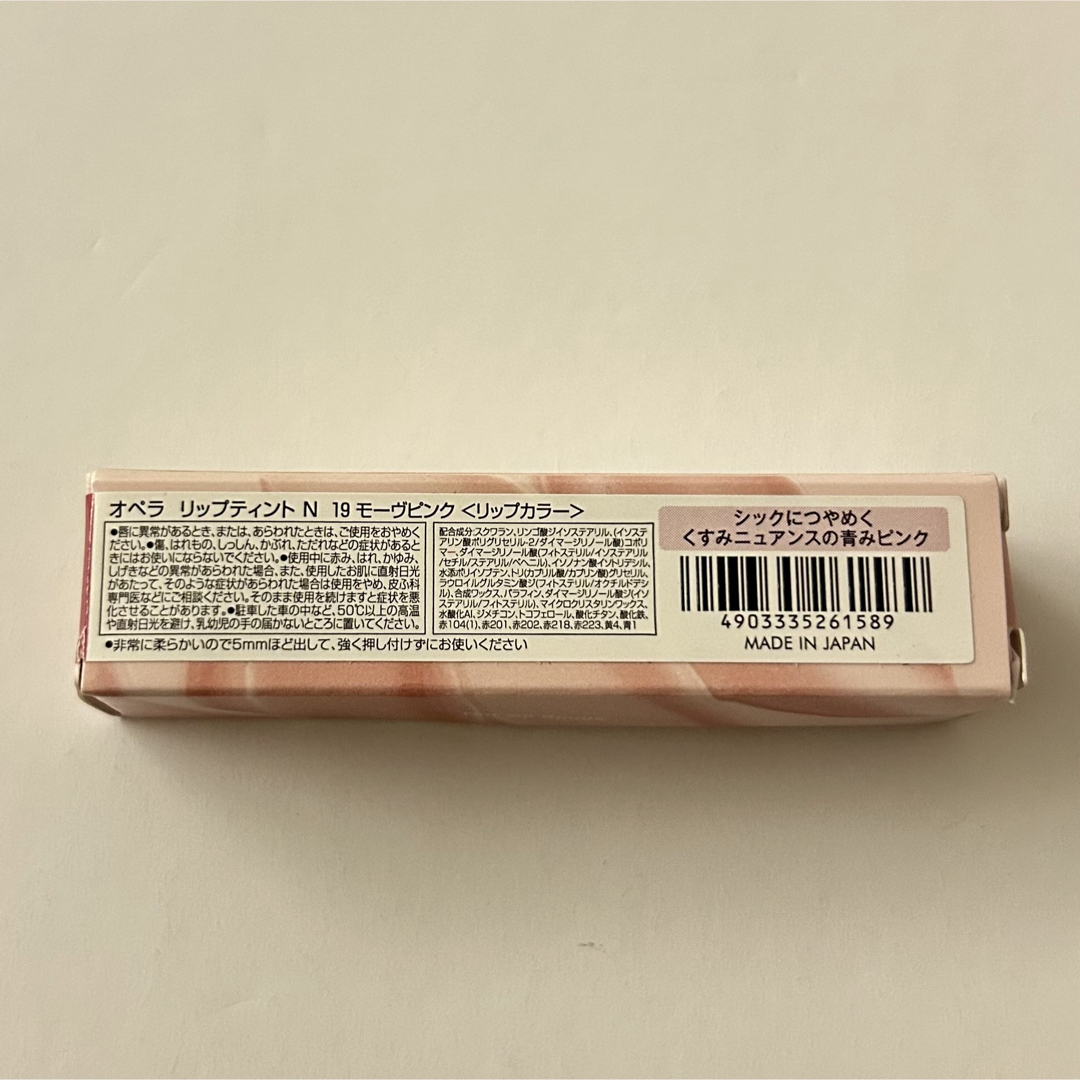 オペラ リップティント N 19 モーヴピンク <リップカラー>
●唇に異常があるとき、または、あらわれたときは、ご使用をおやめく
ださい。●傷、はれもの、しっしん、かぶれ、ただれなどの症状があると
きにはお使いにならないでください。●使用中に赤み、はれ、かゆみ、
しげきなどの異常があらわれた場合、また、使用したお肌に直射日光
があたって、そのような症状があらわれた場合は使用をやめ、皮ふ科
専門医などにご相談ください。そのまま使用を続けますと症状を悪
化させることがあります。●駐車した車の中など、50℃以上の高温
や直射日光を避け、乳幼児の手の届かないところに置いてください。
配合成分:スクワラン、リンゴ酸ジイソステアリル、(イソステ
アリン酸ポリグリセリル-2/ダイマージリノール酸)コポリ
マー、ダイマージリノール酸(フィトステリル/イソステアリル
/セチル/ステアリル/ベヘニル)、イソノナン酸イソトリデシル、
水添ポリイソブテン、トリ(カプリル酸/カプリン酸)グリセリル、
ラウロイルグルタミン酸ジ(フィトステリル/オクチルドデシ
ル)、合成ワックス、パラフィン、ダイマージリノール酸ジ(イソ
ステアリル/フィトステリル)、マイクロクリスタリンワックス、
水酸化Al、ジメチコン、トコフェロール、酸化チタン、酸化鉄、
赤104(1)、赤201、赤202、赤218、赤223、黄4、青1
●非常に柔らかいので5mmほど出して、強く押し付けずにお使いください
シックにつやめく
くすみニュアンスの青みピンク
4903335261589
MADE IN JAPAN